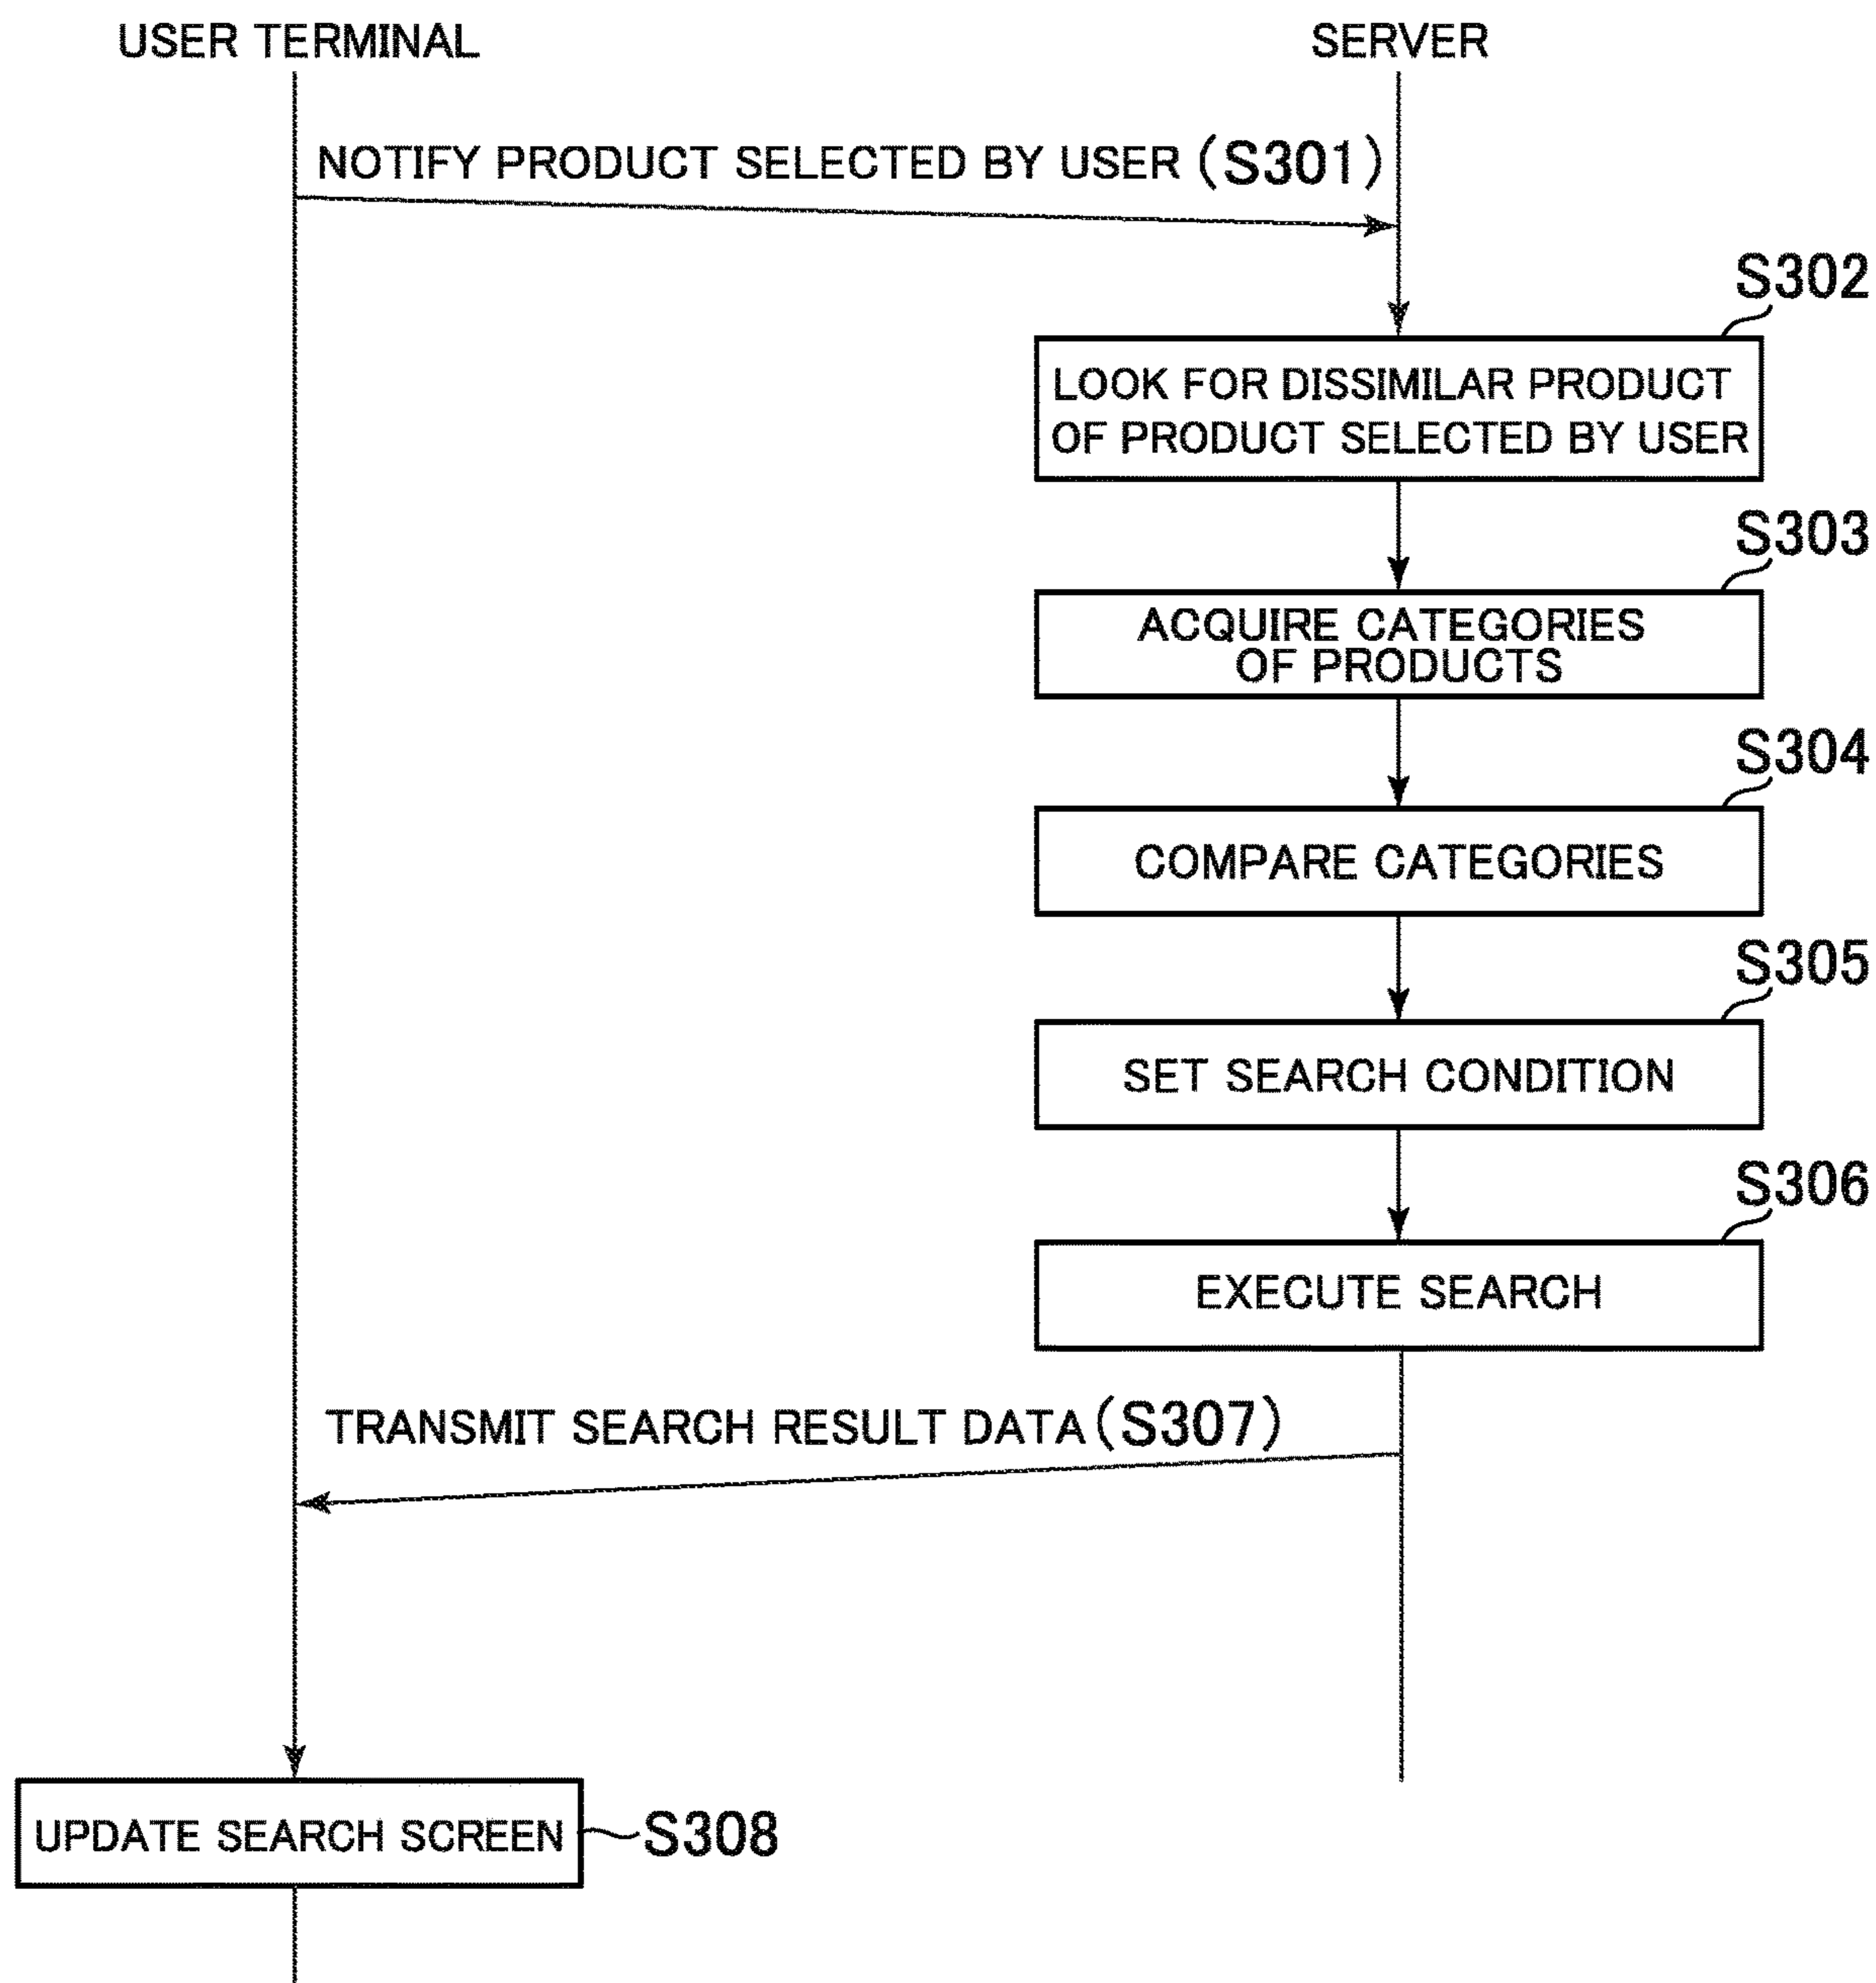 USER TERMINAL
SERVER
NOTIFY PRODUCT SELECTED BY USER (S301)
S302
LOOK FOR DISSIMILAR PRODUCT
OF PRODUCT SELECTED BY USER
S303
ACQUIRE CATEGORIES
OF PRODUCTS
S304
COMPARE CATEGORIES
S305
SET SEARCH CONDITION
S306
EXECUTE SEARCH
TRANSMIT SEARCH RESULT DATA (S307)
UPDATE SEARCH SCREEN
S308